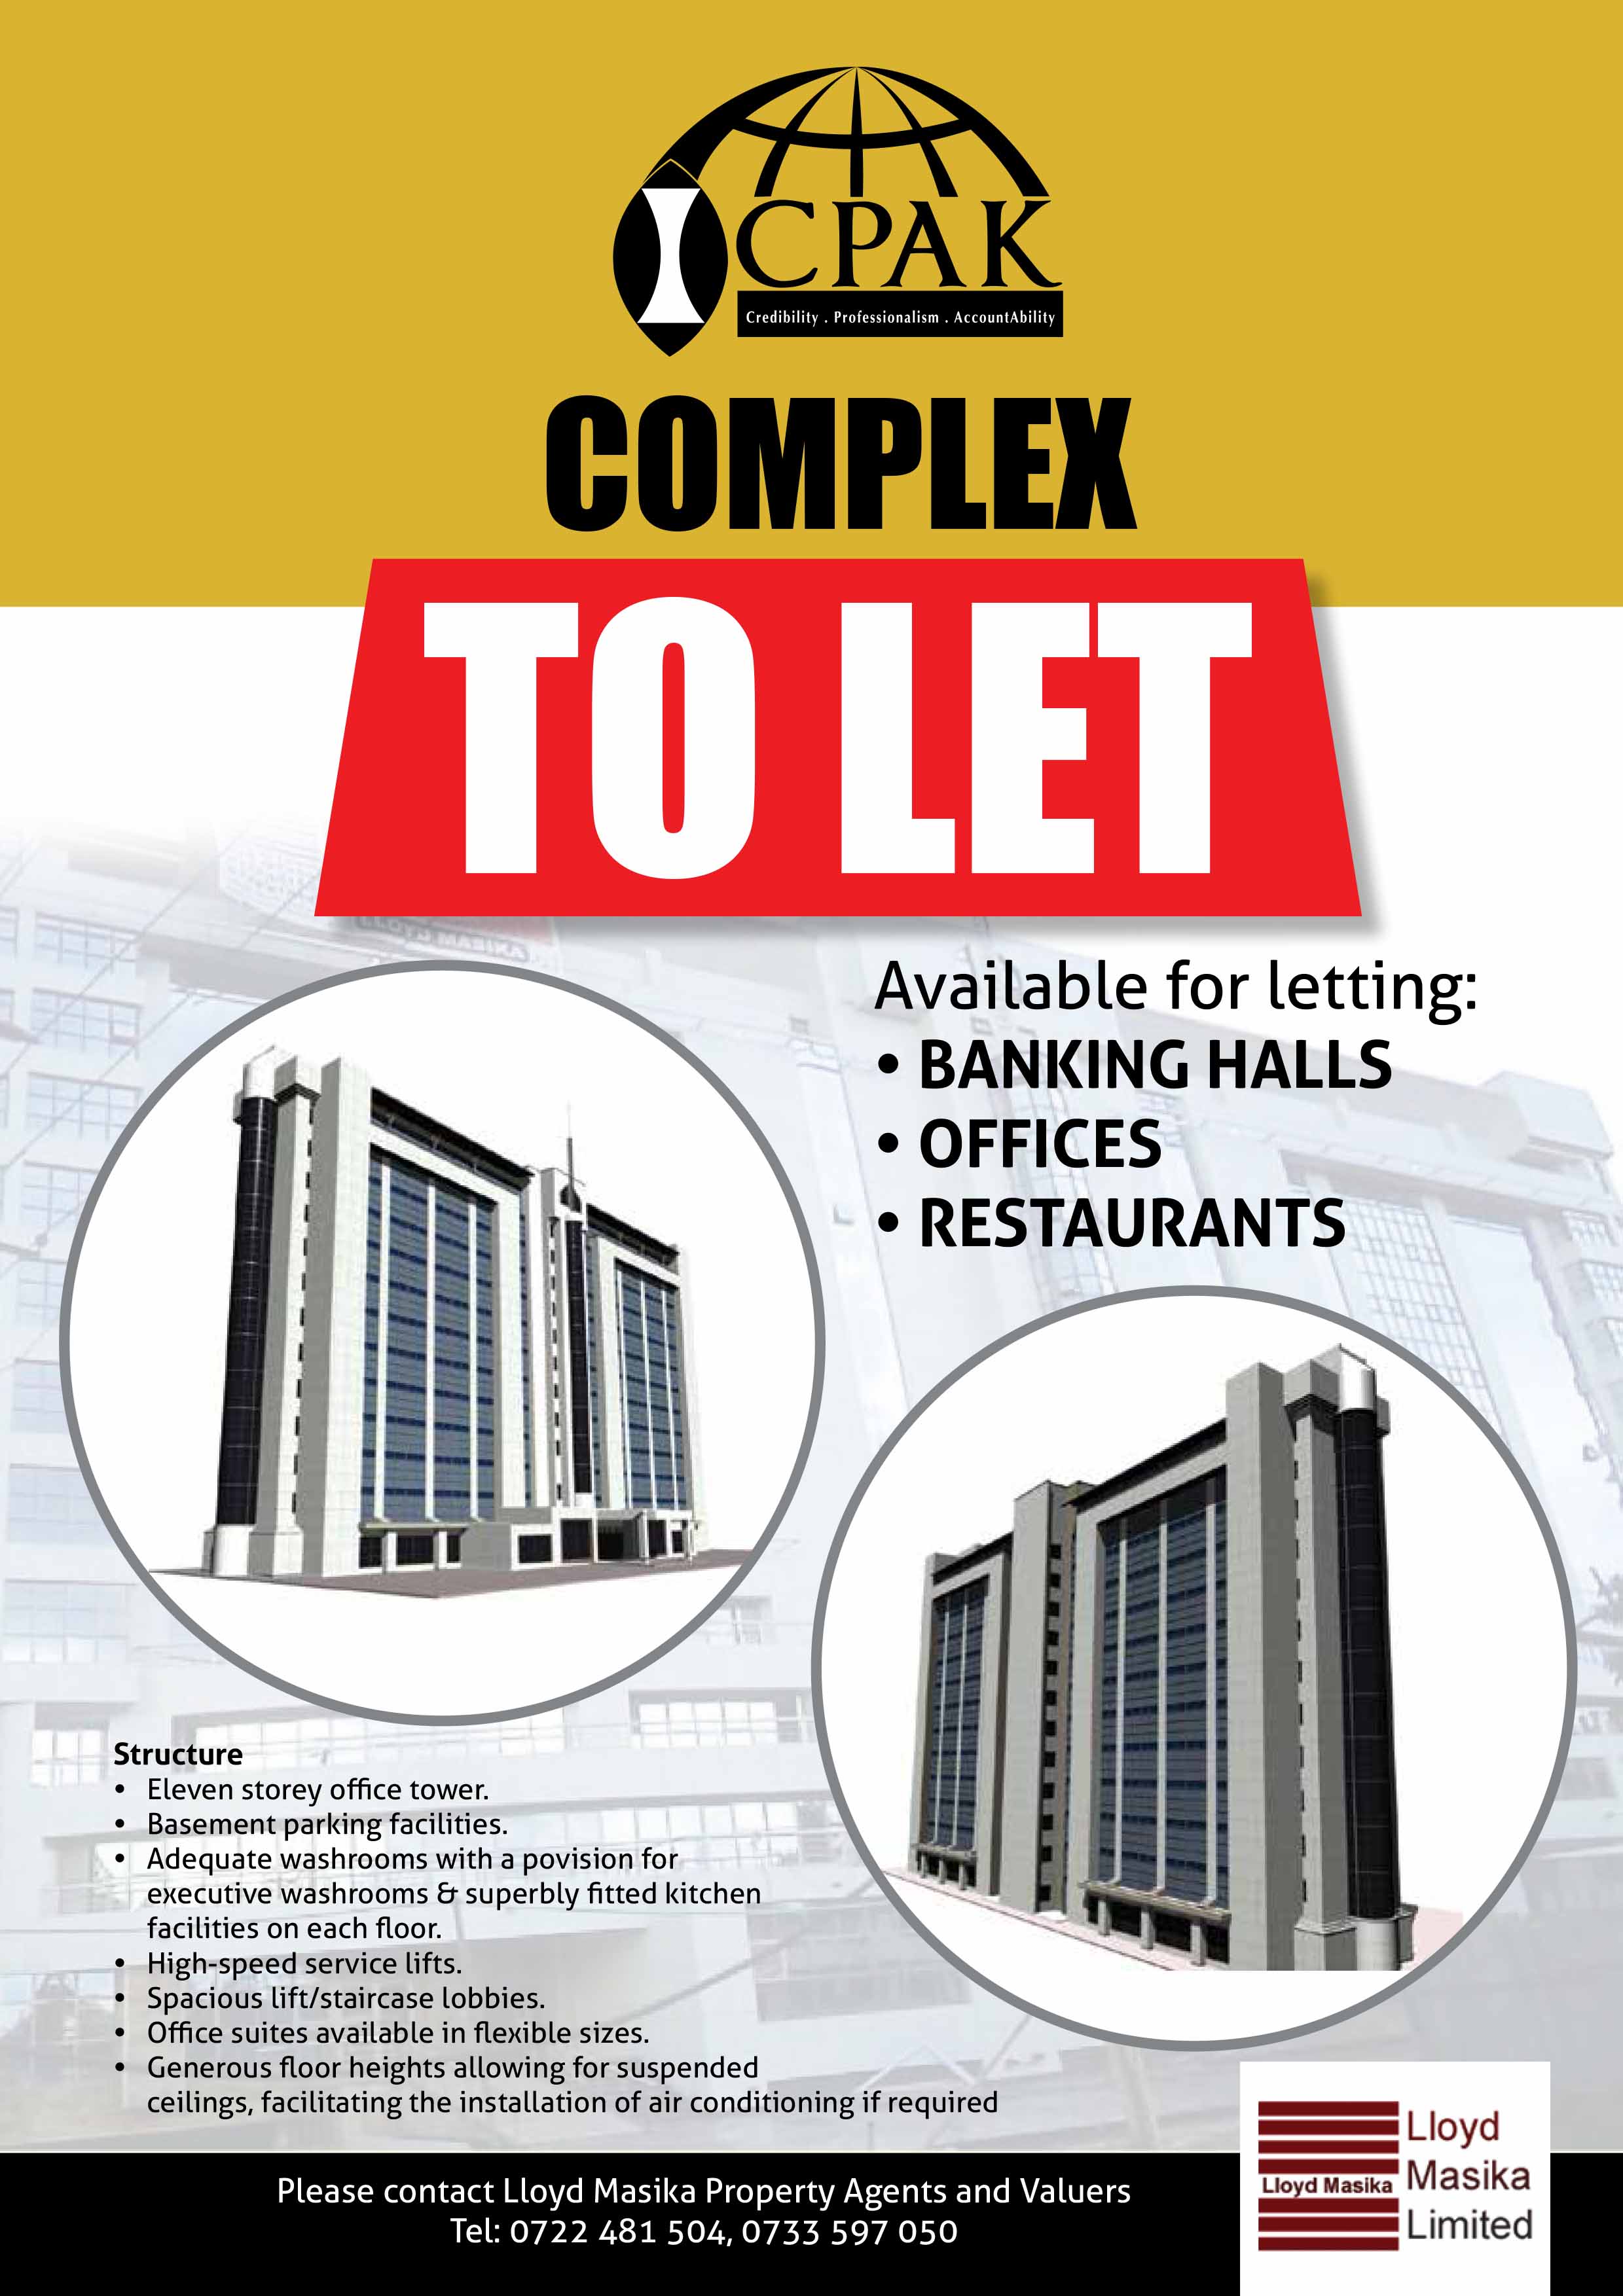 ICPAK
Credibility . Professionalism . AccountAbility
COMPLEX
TO LET
Available for letting:
• BANKING HALLS
• OFFICES
• RESTAURANTS
Structure
• Eleven storey office tower.
• Basement parking facilities.
• Adequate washrooms with a povision for
executive washrooms & superbly fitted kitchen
facilities on each floor.
• High-speed service lifts.
• Spacious lift/staircase lobbies.
• Office suites available in flexible sizes.
• Generous floor heights allowing for suspended
ceilings, facilitating the installation of air conditioning if required
Please contact Lloyd Masika Property Agents and Valuers
Tel: 0722 481 504, 0733 597 050
Lloyd Masika
Lloyd
Masika
Limited